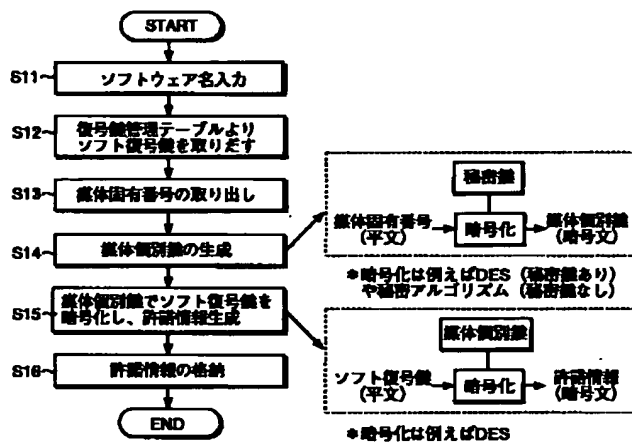 START
S11 ソフトウェア名入力
S12 復号鍵管理テーブルより
ソフト復号鍵を取りだす
S13 媒体固有番号の取り出し
S14 媒体個別鍵の生成
S15 媒体個別鍵でソフト復号鍵を
暗号化し、許諾情報生成
S16 許諾情報の格納
END
秘密鍵
媒体固有番号
(平文)
暗号化
媒体個別鍵
(暗号文)
*暗号化は例えばDES(秘密鍵あり)
や秘密アルゴリズム(秘密鍵なし)
媒体個別鍵
ソフト復号鍵
(平文)
暗号化
許諾情報
(暗号文)
*暗号化は例えばDES